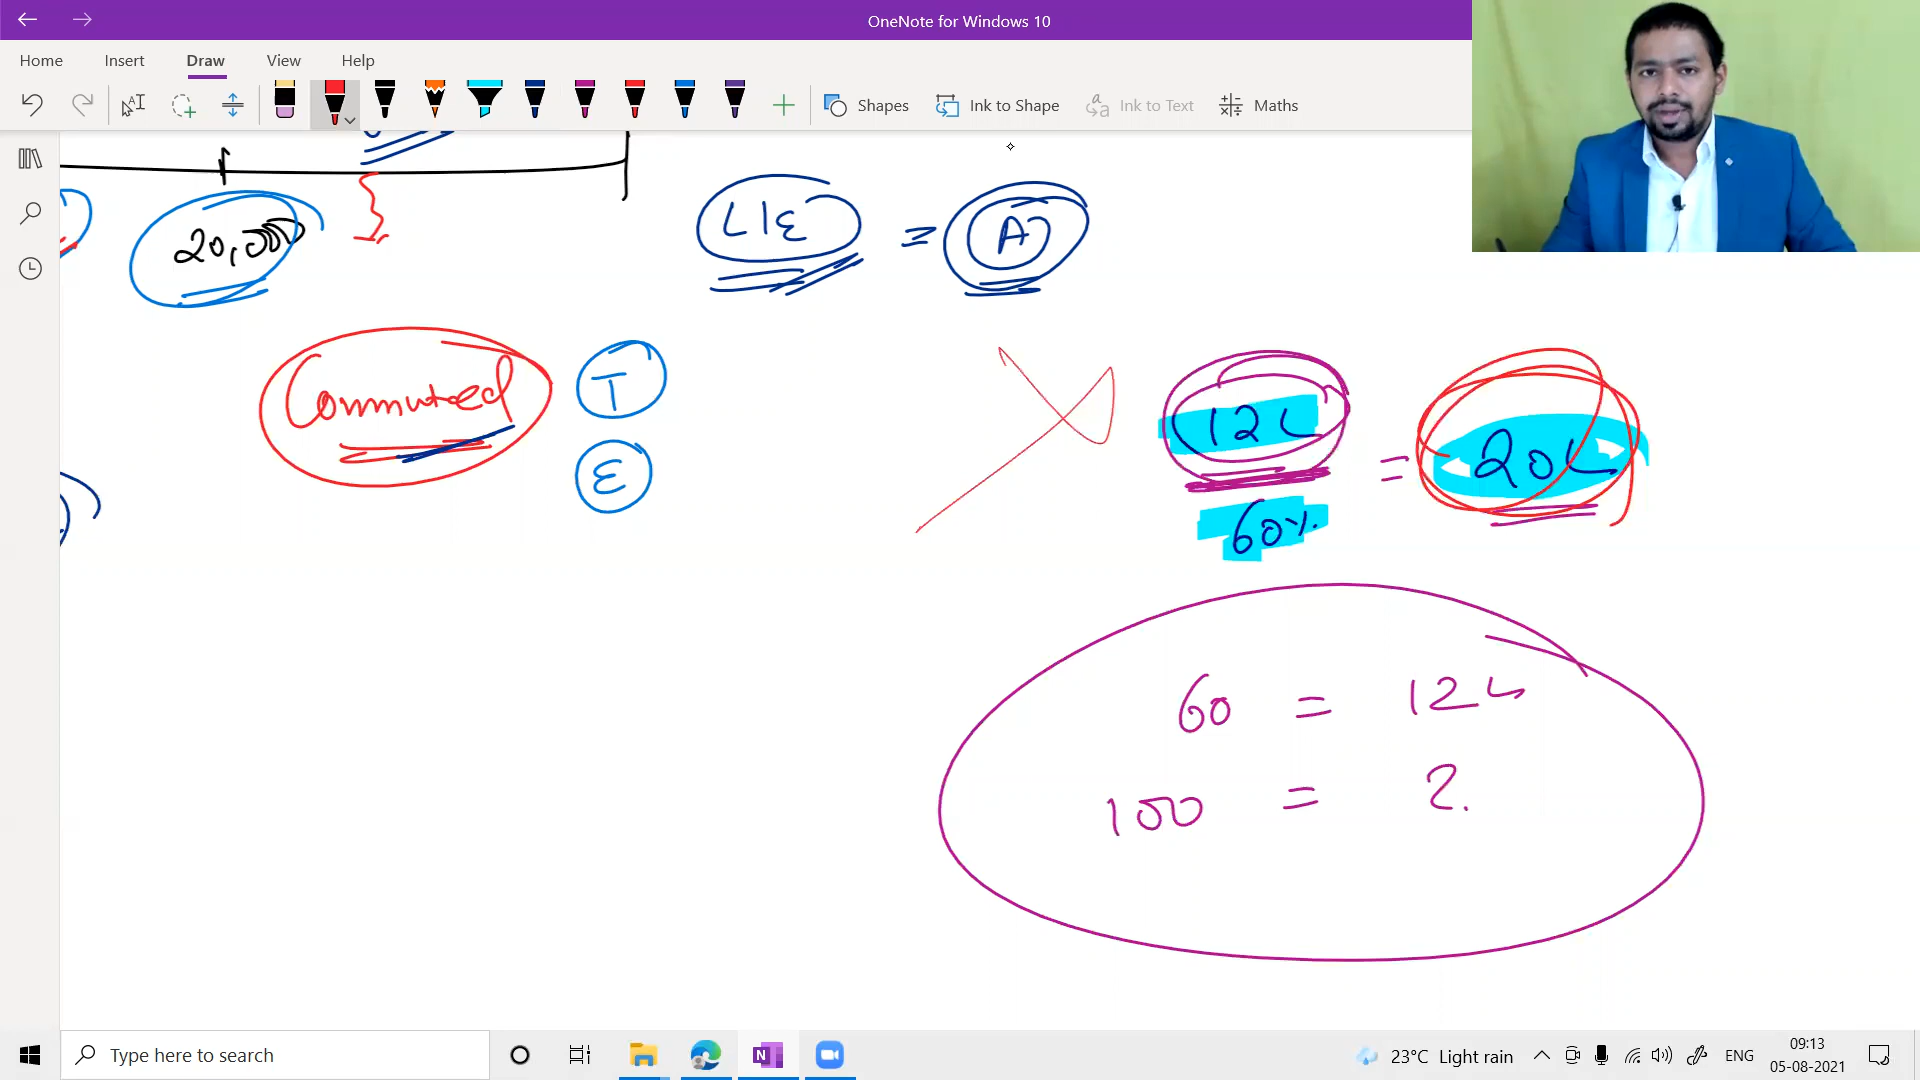 OneNote for Windows 10
Home Insert Draw View Help
Shapes Ink to Shape Ink to Text Maths
20,000
LIE = A
Commuted T
E
12L = 20L
60%
60 = 12L
100 = ?
Type here to search
23°C Light rain
ENG
09:13
05-08-2021